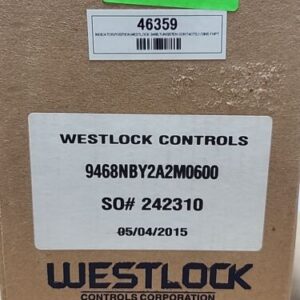 46359
WESTLOCK CONTROLS
9468NBY2A2M0600
SO# 242310
05/04/2015
WESTLOCK
CONTROLS CORPORATION